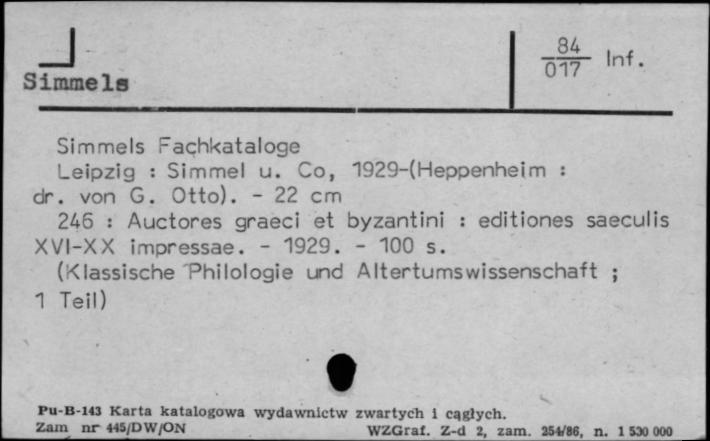 84
017 Inf.
Simmels
Simmels Fachkataloge
Leipzig : Simmel u. Co, 1929-(Heppenheim :
dr. von G. Otto). - 22 cm
246 : Auctores graeci et byzantini : editiones saeculis
XVI-XX impressae. - 1929. - 100 s.
(Klassische Philologie und Altertumswissenschaft ;
1 Teil)
Pu-B-143 Karta katalogowa wydawnictw zwartych i ciągłych.
Zam nr 445/DW/ON WZGraf. Z-d 2, zam. 254/86, n. 1 530 000